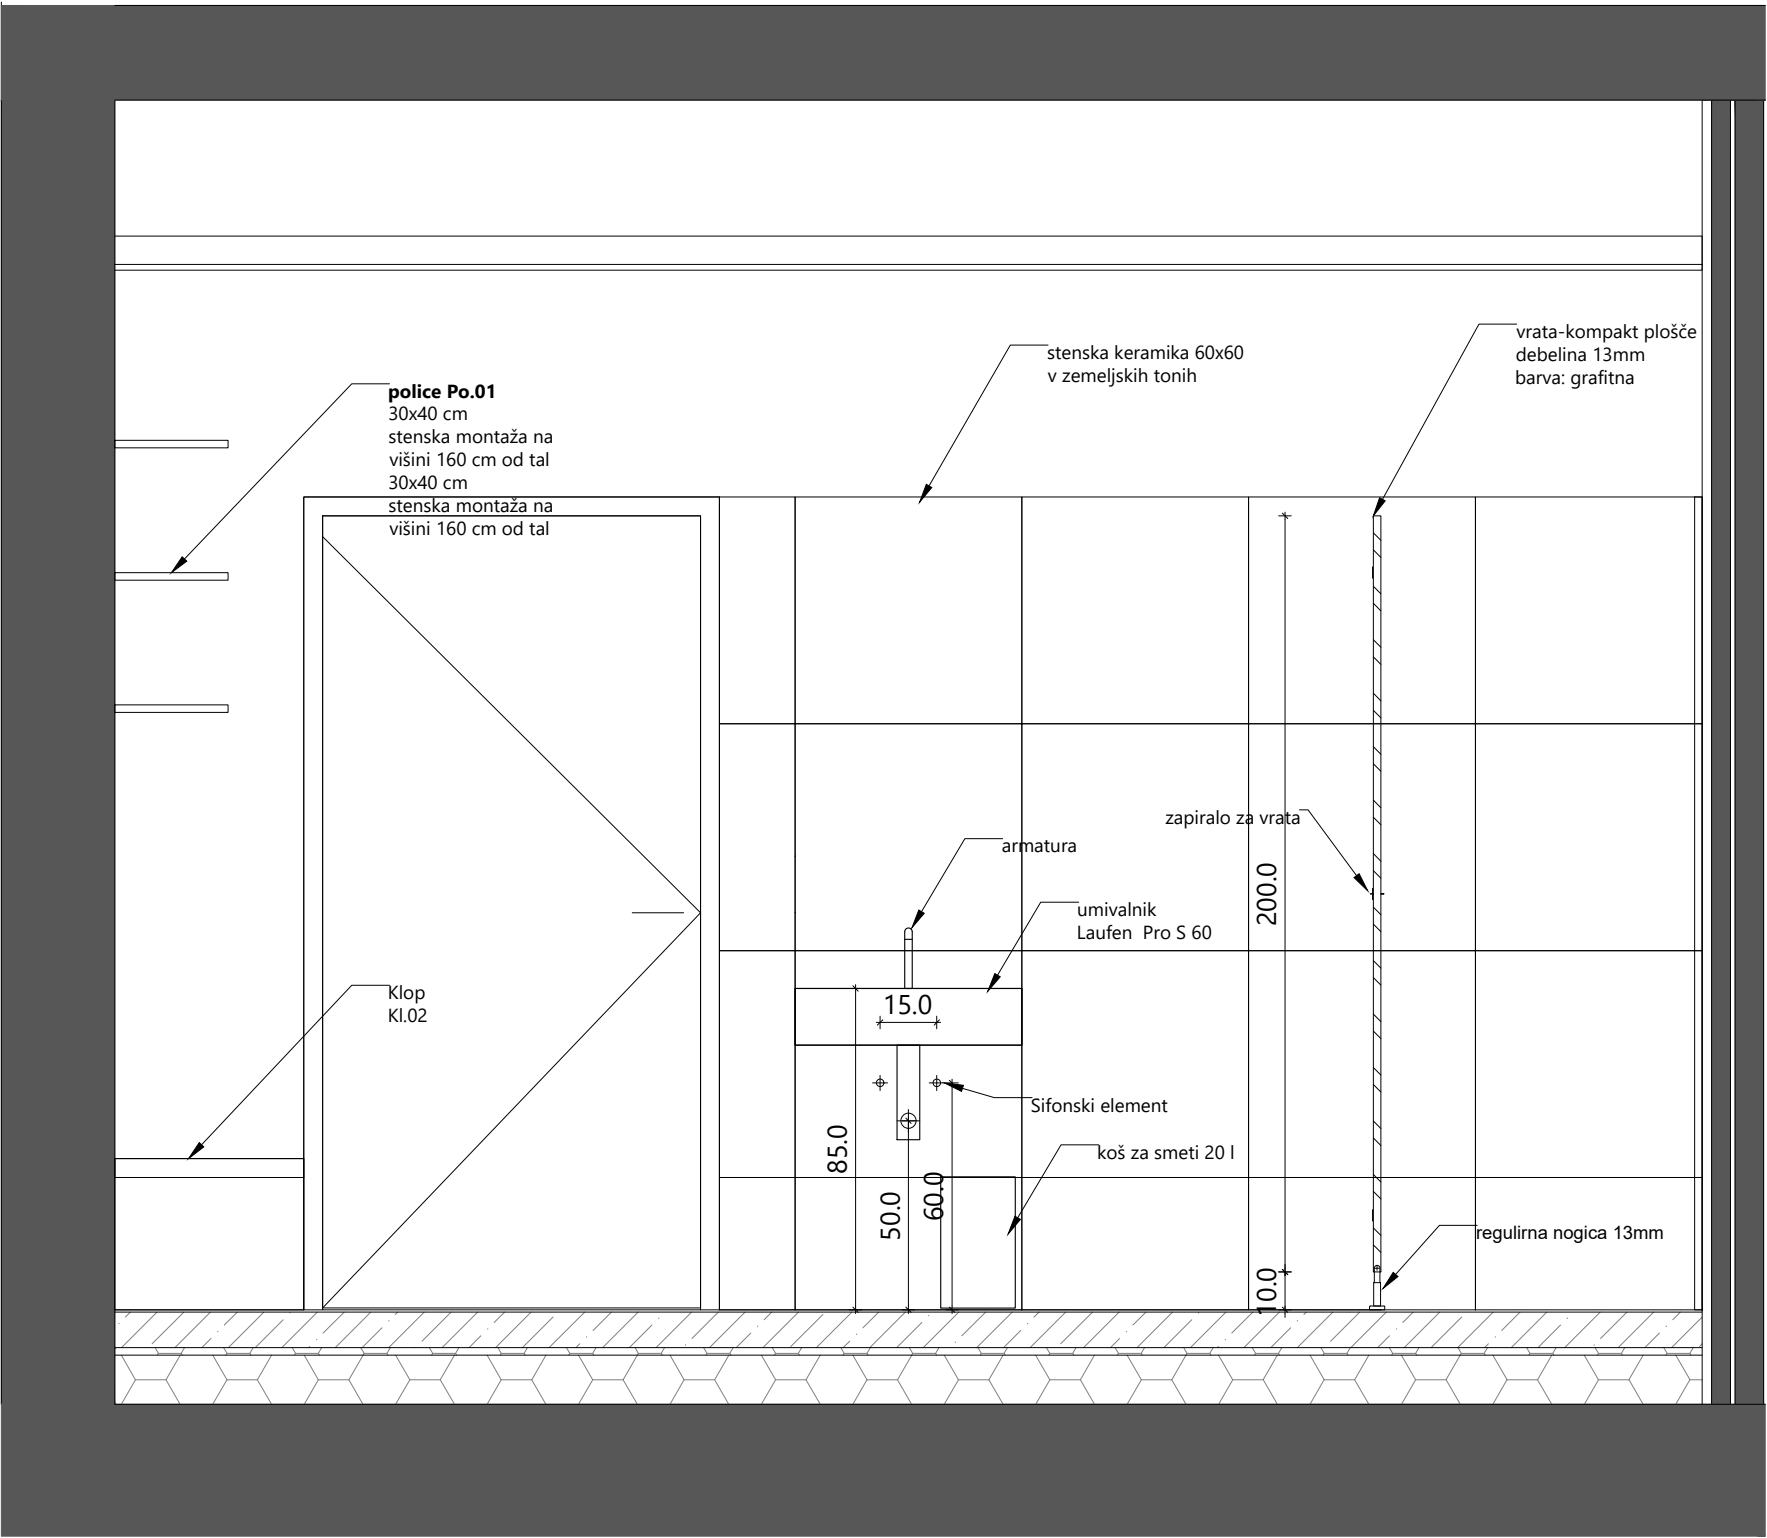 vrata-kompakt plošče
debelina 13mm
barva: grafitna
stenska keramika 60x60
v zemeljskih tonih
police Po.01
30x40 cm
stenska montaža na
višini 160 cm od tal
30x40 cm
stenska montaža na
višini 160 cm od tal
zapiralo za vrata
armatura
200.0
umivalnik
Laufen Pro S 60
Klop
Kl.02
15.0
Sifonski element
85.0
koš za smeti 20 l
50.0
60.0
regulirna nogica 13mm
10.0